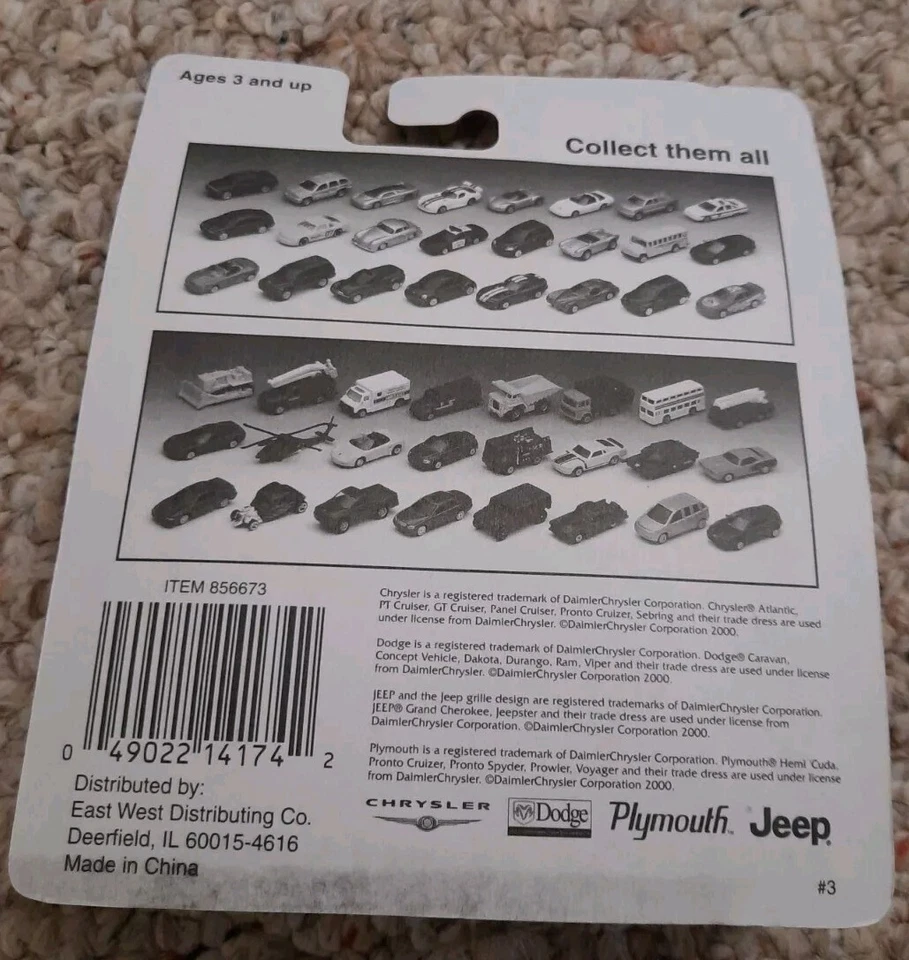 Ages 3 and up
Collect them all
ITEM 856673
0 49022 14174 2
Distributed by:
East West Distributing Co.
Deerfield, IL 60015-4616
Made in China
Chrysler is a registered trademark of DaimlerChrysler Corporation. Chrysler® Atlantic,
PT Cruiser, GT Cruiser, Panel Cruiser, Pronto Cruizer, Sebring and their trade dress are used
under license from DaimlerChrysler. ©DaimlerChrysler Corporation 2000.
Dodge is a registered trademark of DaimlerChrysler Corporation. Dodge® Caravan,
Concept Vehicle, Dakota, Durango, Ram, Viper and their trade dress are used under license
from DaimlerChrysler. ©DaimlerChrysler Corporation 2000.
JEEP and the Jeep grille design are registered trademarks of DaimlerChrysler Corporation.
JEEP® Grand Cherokee, Jeepster and their trade dress are used under license from
DaimlerChrysler Corporation. ©DaimlerChrysler Corporation 2000.
Plymouth is a registered trademark of DaimlerChrysler Corporation. Plymouth® Hemi 'Cuda,
Pronto Cruizer, Pronto Spyder, Prowler, Voyager and their trade dress are used under license
from DaimlerChrysler. ©DaimlerChrysler Corporation 2000.
CHRYSLER Dodge Plymouth™ Jeep®
#3